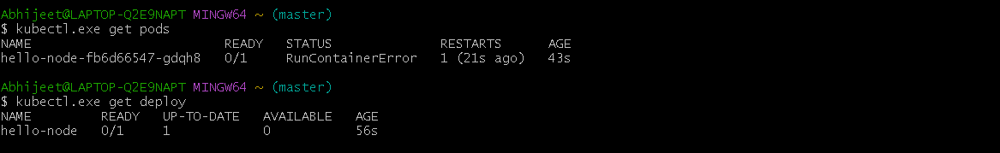 Abhijeet@LAPTOP-Q2E9NAPT MINGW64 ~ (master)
$ kubectl.exe get pods
NAME                         READY   STATUS              RESTARTS      AGE
hello-node-fb6d66547-gdqh8   0/1     RunContainerError   1 (21s ago)   43s
Abhijeet@LAPTOP-Q2E9NAPT MINGW64 ~ (master)
$ kubectl.exe get deploy
NAME         READY   UP-TO-DATE   AVAILABLE   AGE
hello-node   0/1     1            0           56s